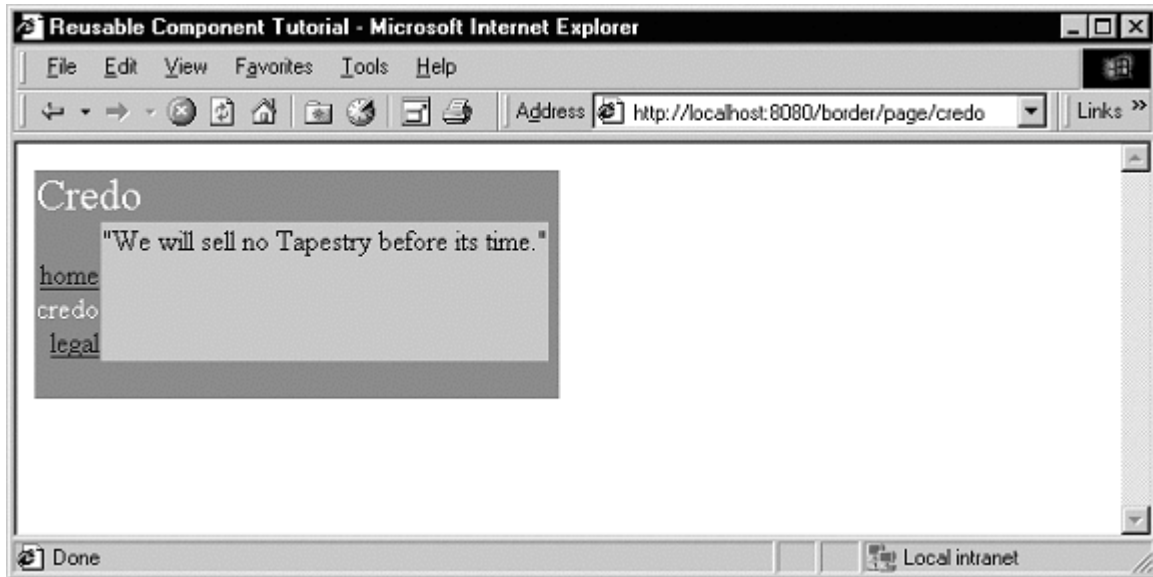 Reusable Component Tutorial - Microsoft Internet Explorer
File Edit View Favorites Tools Help
Address http://localhost:8080/border/page/credo Links »
Credo
"We will sell no Tapestry before its time."
home
credo
legal
Done Local intranet